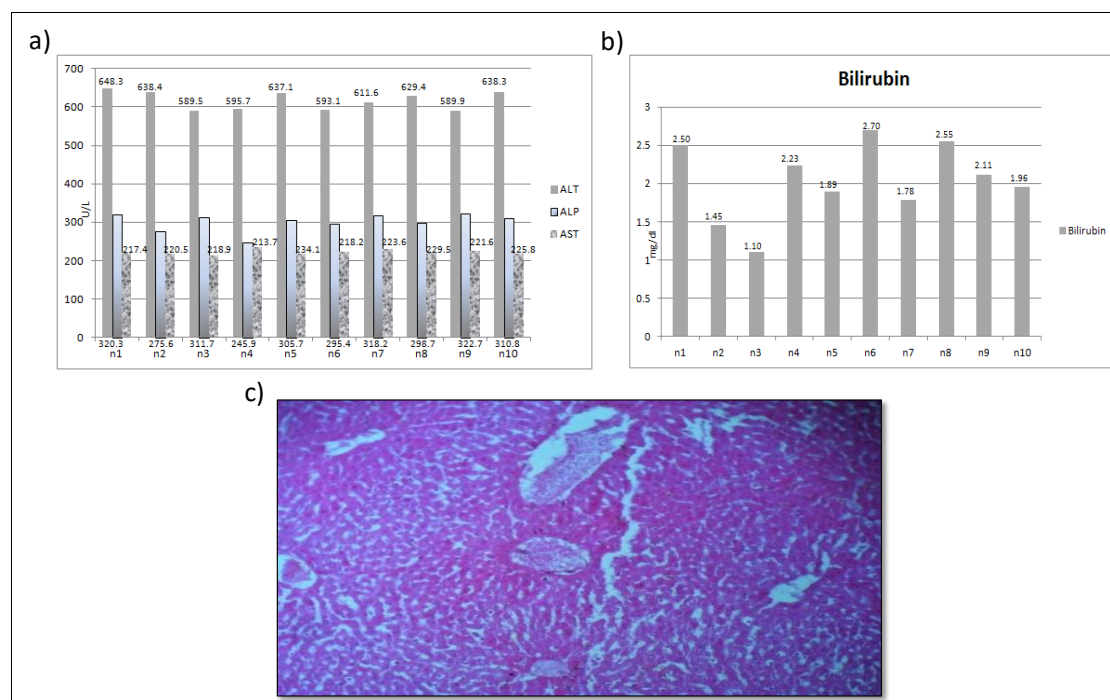 a)
700
600
500
400
300
200
100
0
U/L
648.3 638.4 589.5 595.7 637.1 593.1 611.6 629.4 589.9 638.3
217.4 220.5 218.9 213.7 234.1 218.2 223.6 229.5 221.6 225.8
320.3 275.6 311.7 245.9 305.7 295.4 318.2 298.7 322.7 310.8
n1 n2 n3 n4 n5 n6 n7 n8 n9 n10
ALT
ALP
AST
b)
Bilirubin
3
2.5
2
1.5
1
0.5
0
mg/dl
2.50 1.45 1.10 2.23 1.89 2.70 1.78 2.55 2.11 1.96
n1 n2 n3 n4 n5 n6 n7 n8 n9 n10
Bilirubin
c)